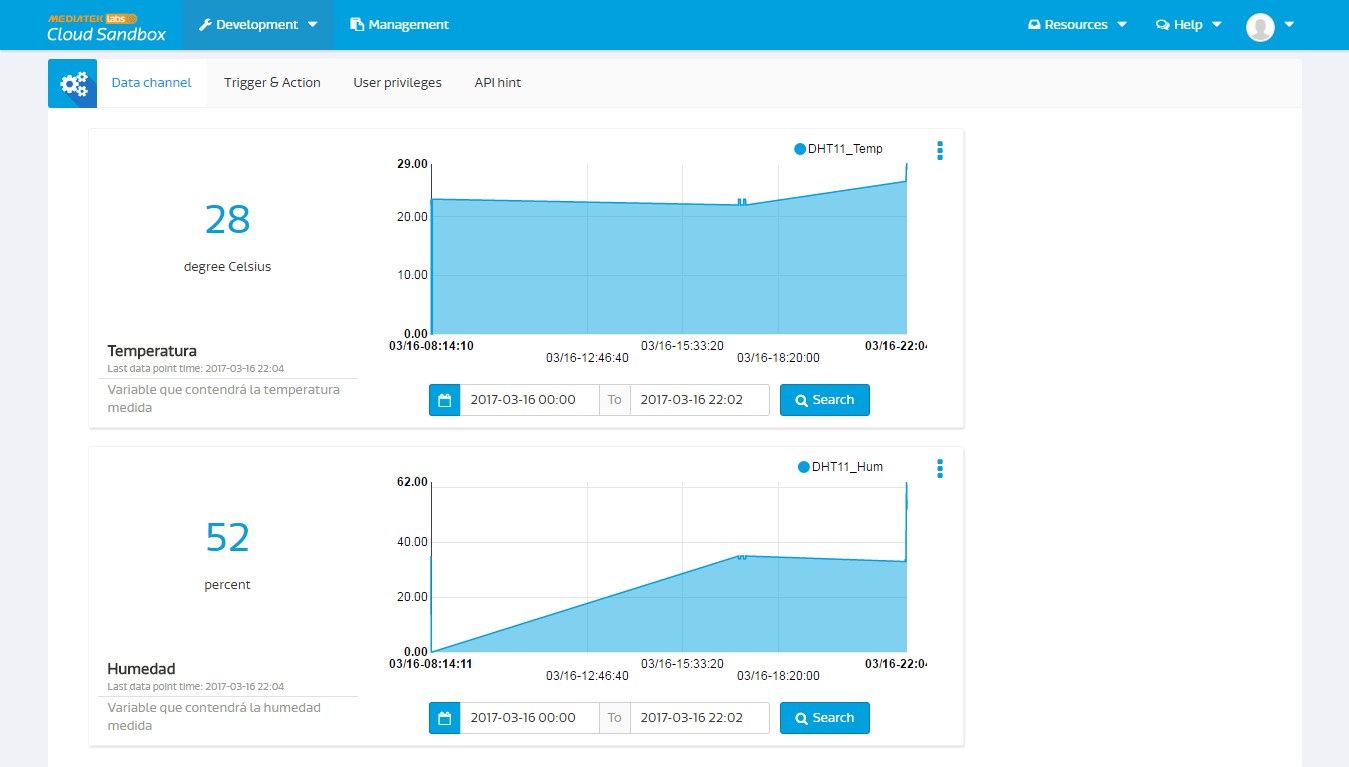 MEDIATEK labs
Cloud Sandbox
Development
Management
Resources
Help
Data channel
Trigger & Action
User privileges
API hint
DHT11_Temp
28
degree Celsius
29.00
20.00
10.00
0.00
03/16-08:14:10
03/16-12:46:40
03/16-15:33:20
03/16-18:20:00
03/16-22:04
Temperatura
Last data point time: 2017-03-16 22:04
Variable que contendrá la temperatura
medida
2017-03-16 00:00 To 2017-03-16 22:02 Search
DHT11_Hum
52
percent
62.00
40.00
20.00
0.00
03/16-08:14:11
03/16-12:46:40
03/16-15:33:20
03/16-18:20:00
03/16-22:04
Humedad
Last data point time: 2017-03-16 22:04
Variable que contendrá la humedad
medida
2017-03-16 00:00 To 2017-03-16 22:02 Search